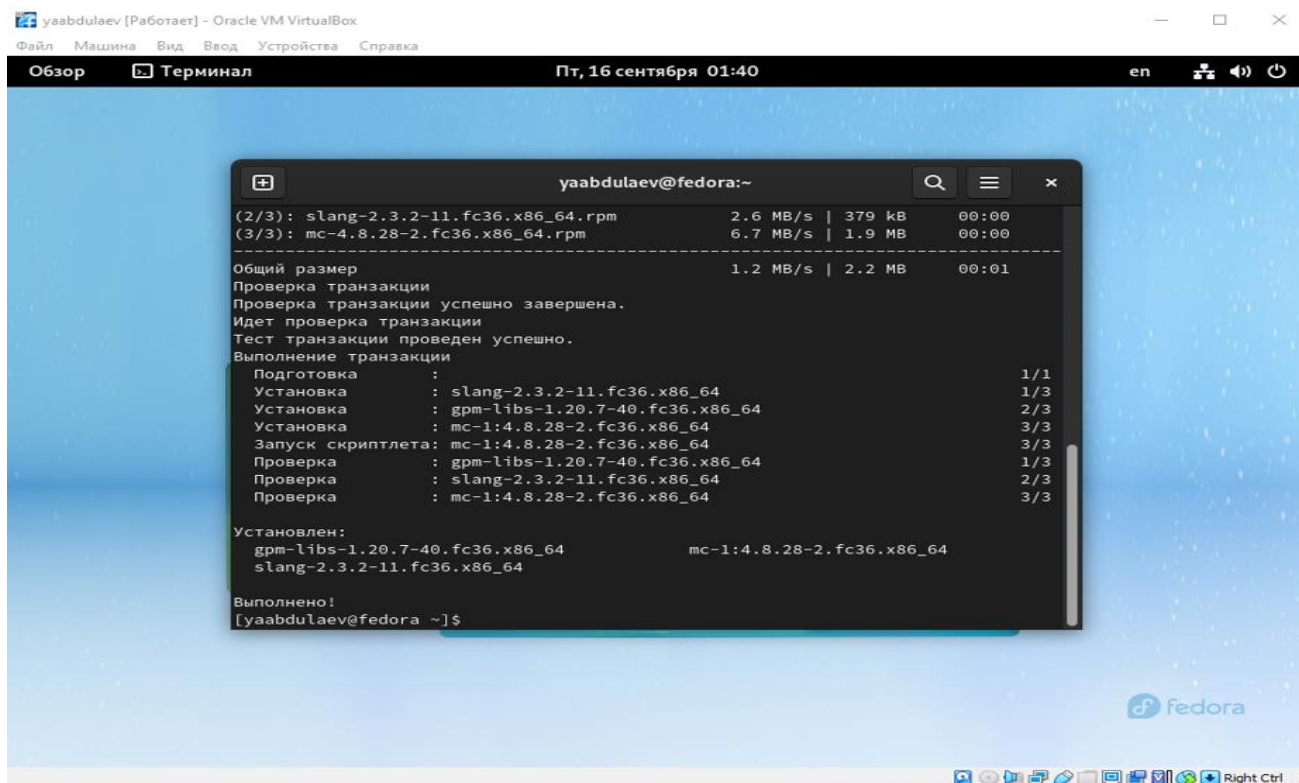 yaabdulaev [Работает] - Oracle VM VirtualBox
Файл Машина Вид Ввод Устройства Справка
Обзор Терминал Пт, 16 сентября 01:40 en
yaabdulaev@fedora:~
(2/3): slang-2.3.2-11.fc36.x86_64.rpm 2.6 MB/s | 379 kB 00:00
(3/3): mc-4.8.28-2.fc36.x86_64.rpm 6.7 MB/s | 1.9 MB 00:00
--------------------------------------------------------------------------------
Общий размер 1.2 MB/s | 2.2 MB 00:01
Проверка транзакции
Проверка транзакции успешно завершена.
Идет проверка транзакции
Тест транзакции проведен успешно.
Выполнение транзакции
Подготовка : 1/1
Установка : slang-2.3.2-11.fc36.x86_64 1/3
Установка : gpm-libs-1.20.7-40.fc36.x86_64 2/3
Установка : mc-1:4.8.28-2.fc36.x86_64 3/3
Запуск скриптлета: mc-1:4.8.28-2.fc36.x86_64 3/3
Проверка : gpm-libs-1.20.7-40.fc36.x86_64 1/3
Проверка : slang-2.3.2-11.fc36.x86_64 2/3
Проверка : mc-1:4.8.28-2.fc36.x86_64 3/3
Установлен:
gpm-libs-1.20.7-40.fc36.x86_64 mc-1:4.8.28-2.fc36.x86_64
slang-2.3.2-11.fc36.x86_64
Выполнено!
[yaabdulaev@fedora ~]$
fedora
Right Ctrl